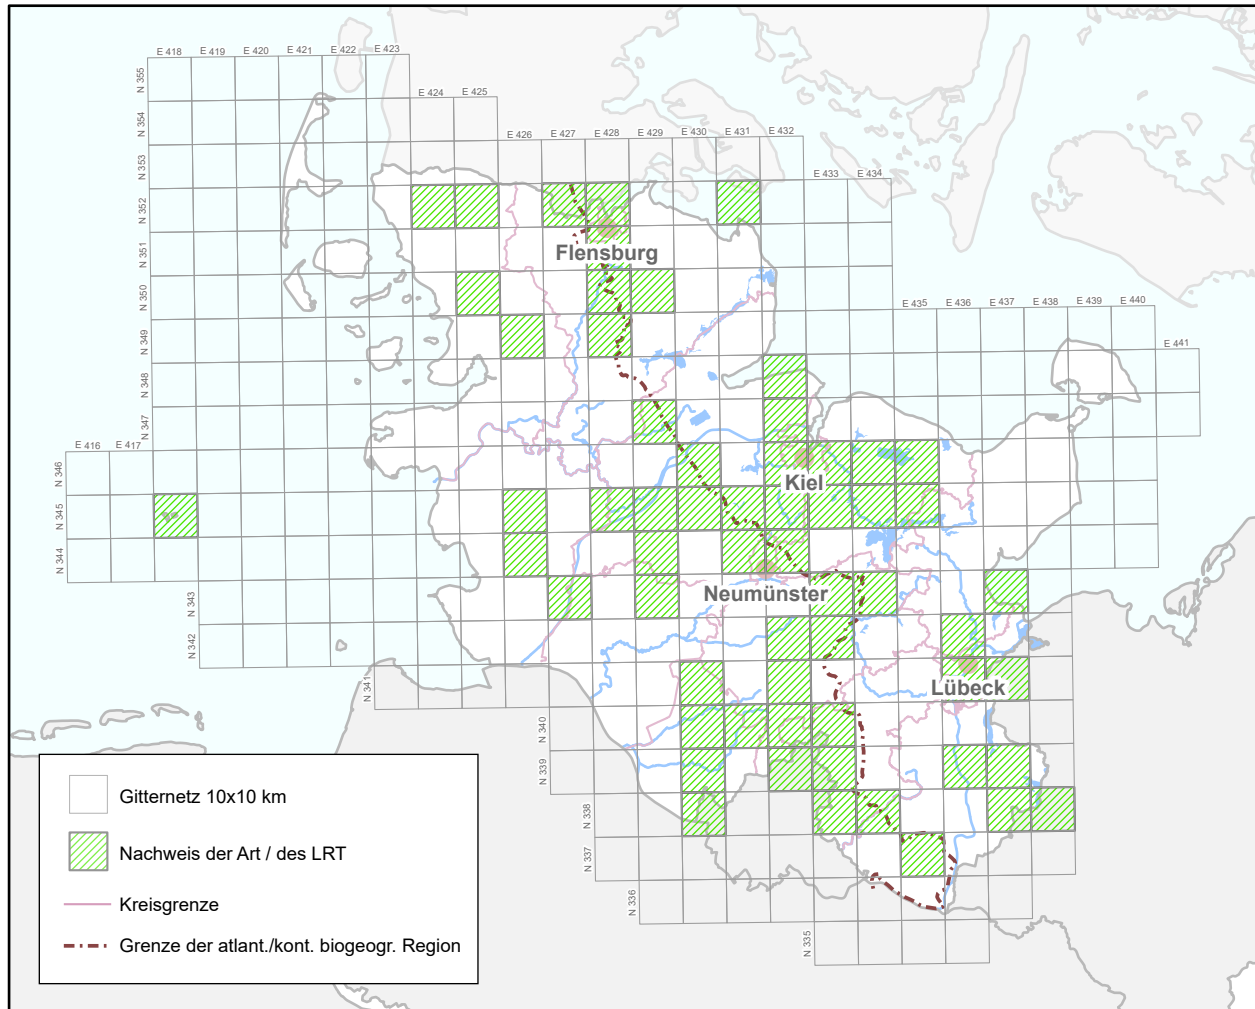 E 418 E 419 E 420 E 421 E 422 E 423
E 424 E 425
E 426 E 427 E 428 E 429 E 430 E 431 E 432
E 433 E 434
E 435 E 436 E 437 E 438 E 439 E 440
E 441
E 416 E 417
N 355
N 354
N 353
N 352
N 351
N 350
N 349
N 348
N 347
N 346
N 345
N 344
N 343
N 342
N 341
N 340
N 339
N 338
N 337
N 336
N 335
Flensburg
Kiel
Neumünster
Lübeck
Gitternetz 10x10 km
Nachweis der Art / des LRT
Kreisgrenze
Grenze der atlant./kont. biogeogr. Region